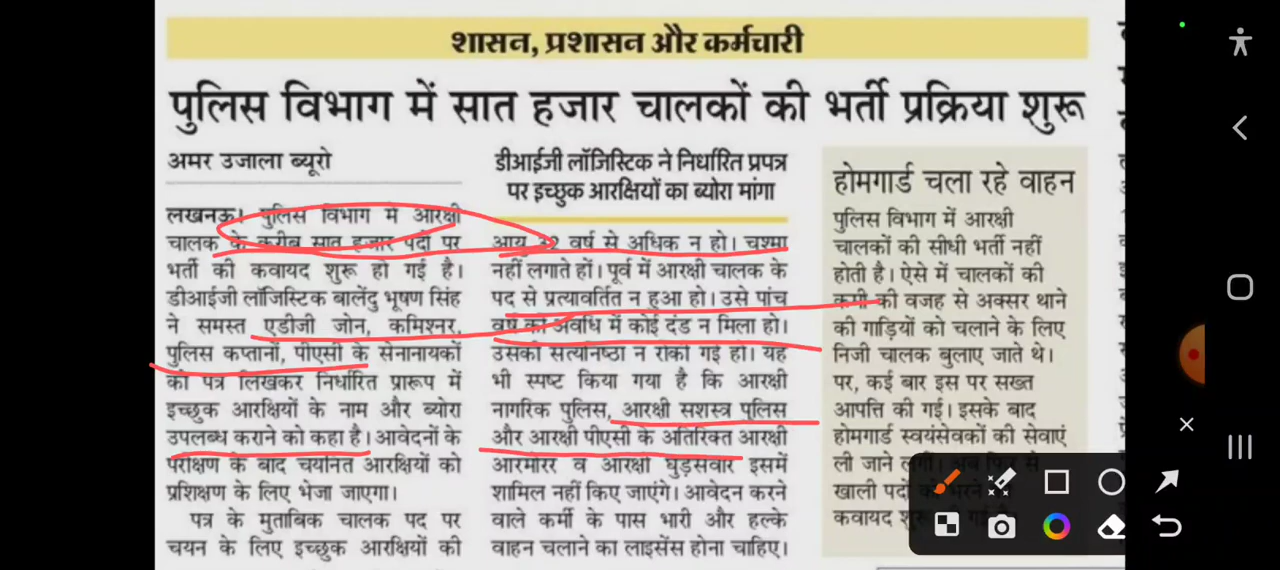 शासन, प्रशासन और कर्मचारी
पुलिस विभाग में सात हजार चालकों की भर्ती प्रक्रिया शुरू
अमर उजाला ब्यूरो
लखनऊ। पुलिस विभाग में आरक्षी
चालक के करीब सात हजार पदों पर
भर्ती की कवायद शुरू हो गई है।
डीआईजी लॉजिस्टिक बालेंदु भूषण सिंह
ने समस्त एडीजी जोन, कमिश्नर,
पुलिस कप्तानों, पीएसी के सेनानायकों
को पत्र लिखकर निर्धारित प्रारूप में
इच्छुक आरक्षियों के नाम और ब्योरा
उपलब्ध कराने को कहा है। आवेदनों के
परीक्षण के बाद चयनित आरक्षियों को
प्रशिक्षण के लिए भेजा जाएगा।
पत्र के मुताबिक चालक पद पर
चयन के लिए इच्छुक आरक्षियों की
डीआईजी लॉजिस्टिक ने निर्धारित प्रपत्र
पर इच्छुक आरक्षियों का ब्योरा मांगा
आयु 32 वर्ष से अधिक न हो। चश्मा
नहीं लगाते हों। पूर्व में आरक्षी चालक के
पद से प्रत्यावर्तित न हुआ हो। उसे पांच
वर्ष की अवधि में कोई दंड न मिला हो।
उसकी सत्यनिष्ठा न रोकी गई हो। यह
भी स्पष्ट किया गया है कि आरक्षी
नागरिक पुलिस, आरक्षी सशस्त्र पुलिस
और आरक्षी पीएसी के अतिरिक्त आरक्षी
आरमोरर व आरक्षी घुड़सवार इसमें
शामिल नहीं किए जाएंगे। आवेदन करने
वाले कर्मी के पास भारी और हल्के
वाहन चलाने का लाइसेंस होना चाहिए।
होमगार्ड चला रहे वाहन
पुलिस विभाग में आरक्षी
चालकों की सीधी भर्ती नहीं
होती है। ऐसे में चालकों की
कमी की वजह से अक्सर थाने
की गाड़ियों को चलाने के लिए
निजी चालक बुलाए जाते थे।
पर, कई बार इस पर सख्त
आपत्ति की गई। इसके बाद
होमगार्ड स्वयंसेवकों की सेवाएं
ली जाने लगीं। अब फिर से
खाली पदों को भरने की
कवायद शुरू की गई है।